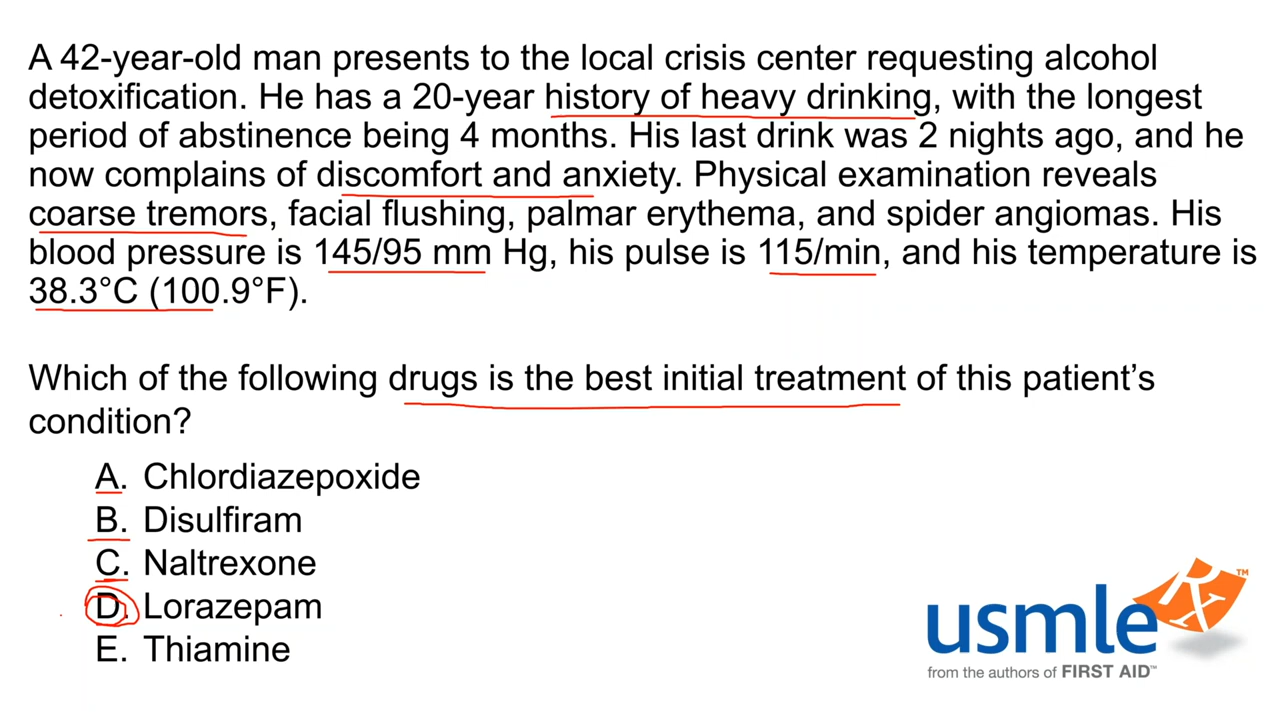 A 42-year-old man presents to the local crisis center requesting alcohol
detoxification. He has a 20-year history of heavy drinking, with the longest
period of abstinence being 4 months. His last drink was 2 nights ago, and he
now complains of discomfort and anxiety. Physical examination reveals
coarse tremors, facial flushing, palmar erythema, and spider angiomas. His
blood pressure is 145/95 mm Hg, his pulse is 115/min, and his temperature is
38.3°C (100.9°F).
Which of the following drugs is the best initial treatment of this patient’s
condition?
A. Chlordiazepoxide
B. Disulfiram
C. Naltrexone
D. Lorazepam
E. Thiamine
usmle Rx™
from the authors of FIRST AID™